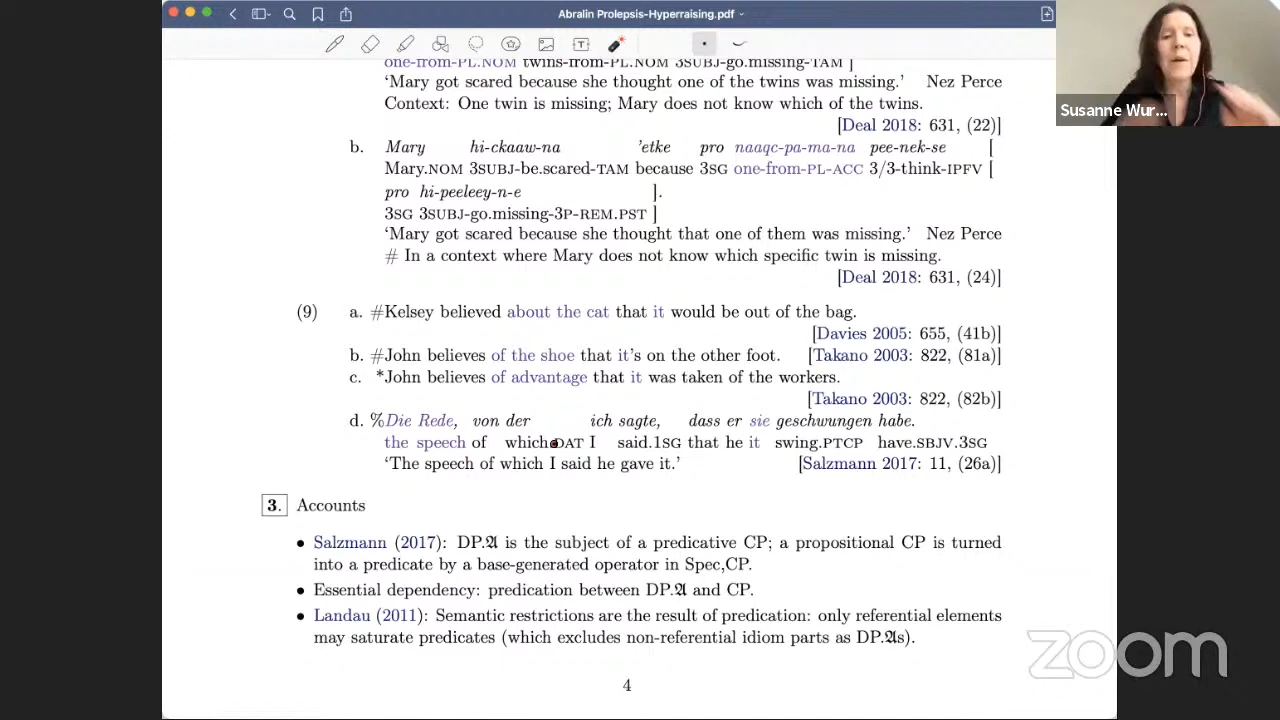 Abralin Prolepsis-Hyperraising.pdf
one-from-PL.NOM twins-from-PL.NOM 3SUBJ-go.missing-TAM ]
‘Mary got scared because she thought one of the twins was missing.’ Nez Perce
Context: One twin is missing; Mary does not know which of the twins.
[Deal 2018: 631, (22)]
b. Mary hi-ckaaw-na ’etke pro naaqc-pa-ma-na pee-nek-se [
Mary.NOM 3SUBJ-be.scared-TAM because 3SG one-from-PL-ACC 3/3-think-IPFV [
pro hi-peeleey-n-e ].
3SG 3SUBJ-go.missing-3P-REM.PST ]
‘Mary got scared because she thought that one of them was missing.’ Nez Perce
# In a context where Mary does not know which specific twin is missing.
[Deal 2018: 631, (24)]
(9) a. #Kelsey believed about the cat that it would be out of the bag.
[Davies 2005: 655, (41b)]
b. #John believes of the shoe that it’s on the other foot. [Takano 2003: 822, (81a)]
c. *John believes of advantage that it was taken of the workers.
[Takano 2003: 822, (82b)]
d. %Die Rede, von der ich sagte, dass er sie geschwungen habe.
the speech of which.DAT I said.1SG that he it swing.PTCP have.SBJV.3SG
‘The speech of which I said he gave it.’ [Salzmann 2017: 11, (26a)]
3. Accounts
• Salzmann (2017): DP.𝕬 is the subject of a predicative CP; a propositional CP is turned
into a predicate by a base-generated operator in Spec,CP.
• Essential dependency: predication between DP.𝕬 and CP.
• Landau (2011): Semantic restrictions are the result of predication: only referential elements
may saturate predicates (which excludes non-referential idiom parts as DP.𝕬s).
4
Susanne Wur...
zoom